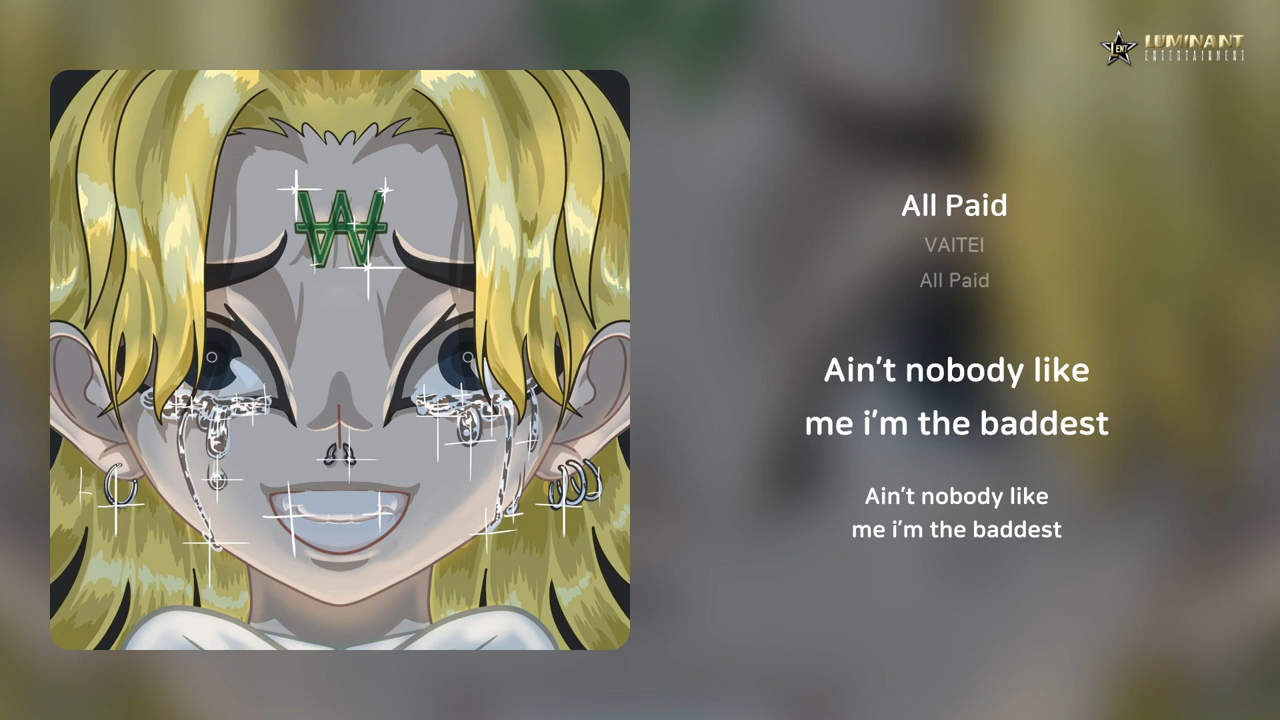 ENT
LUMINANT
ENTERTAINMENT
₩
All Paid
VAITEI
All Paid
Ain't nobody like
me i'm the baddest
Ain't nobody like
me i'm the baddest